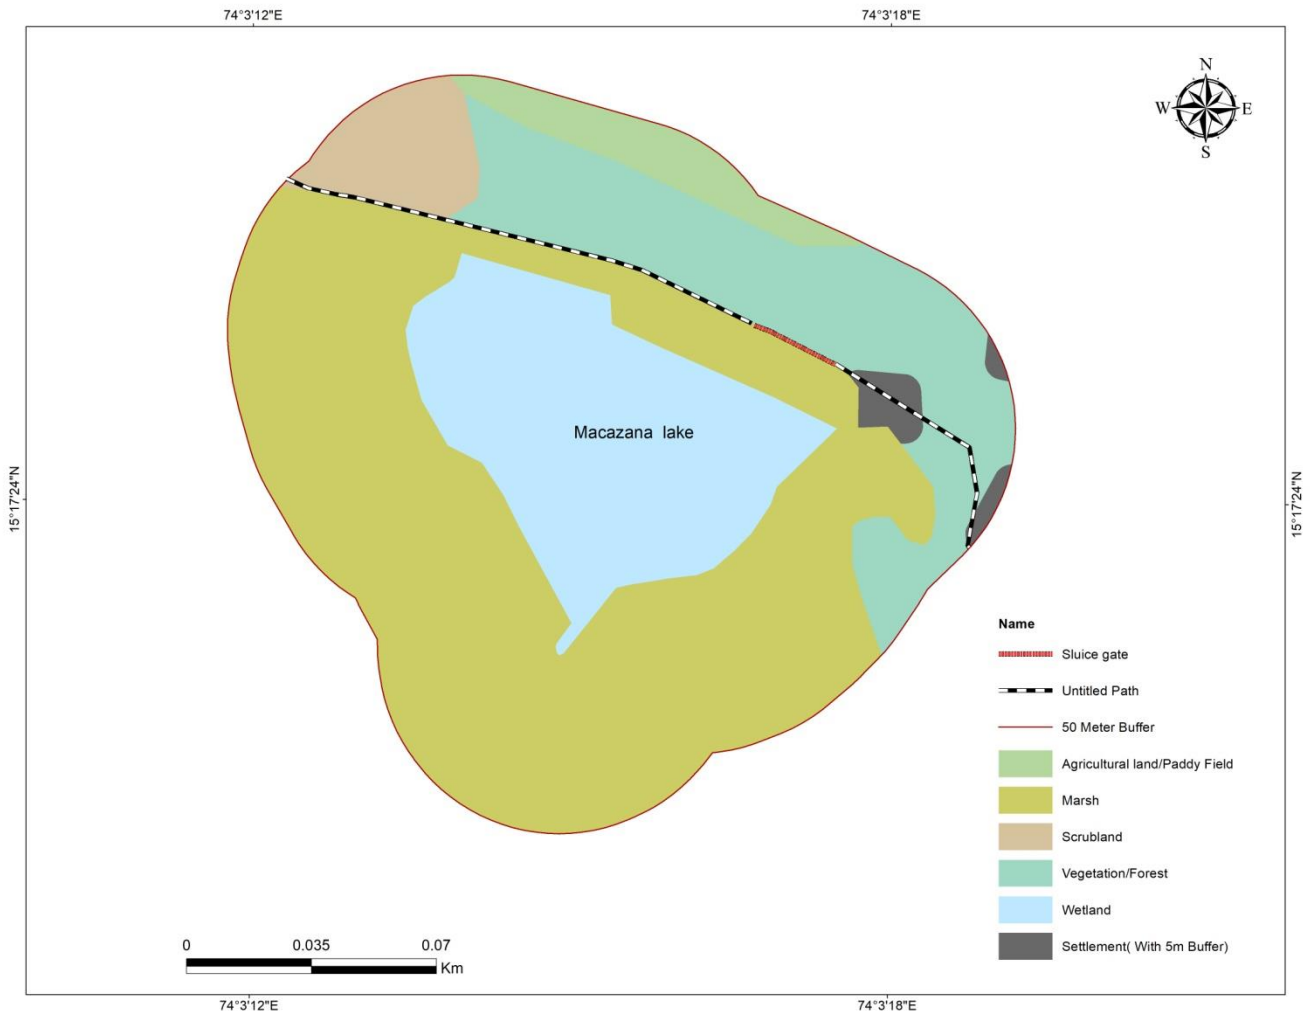 74°3'12"E
74°3'18"E
N
W
E
S
Macazana lake
15°17'24"N
15°17'24"N
Name
Sluice gate
Untitled Path
50 Meter Buffer
Agricultural land/Paddy Field
Marsh
Scrubland
Vegetation/Forest
Wetland
Settlement( With 5m Buffer)
0
0.035
0.07
Km
74°3'12"E
74°3'18"E